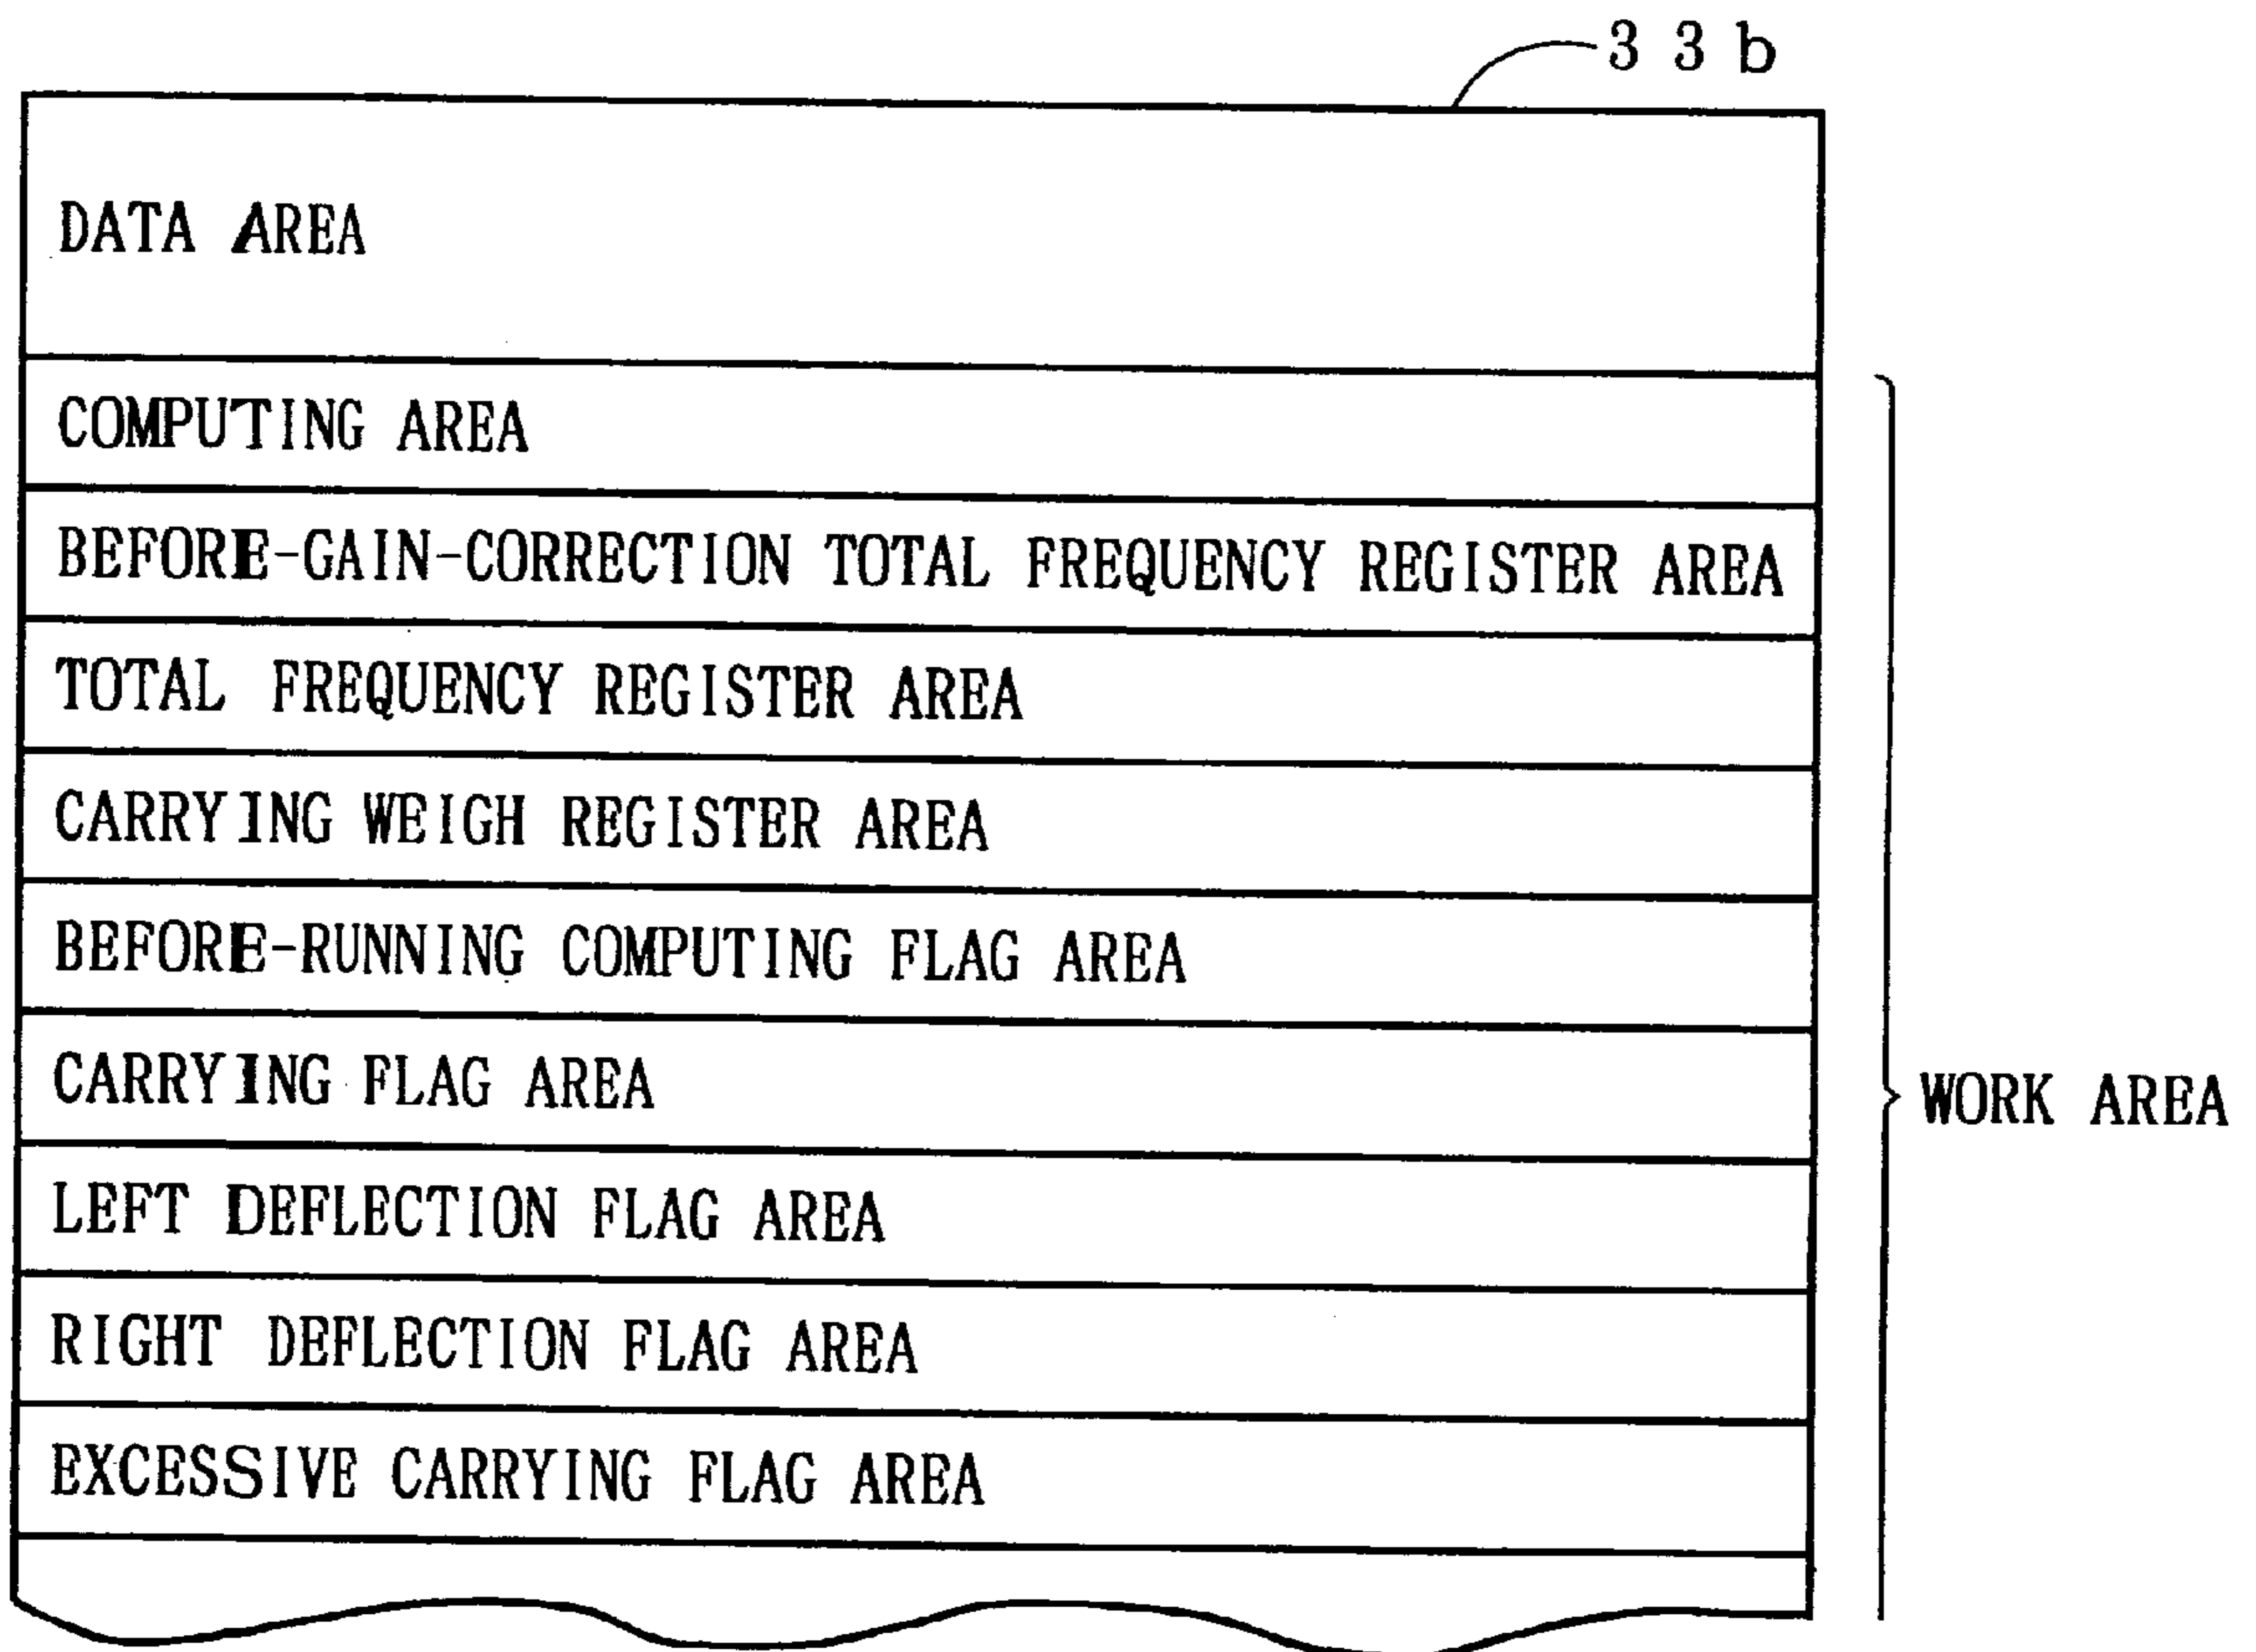 33b
DATA AREA
COMPUTING AREA
BEFORE-GAIN-CORRECTION TOTAL FREQUENCY REGISTER AREA
TOTAL FREQUENCY REGISTER AREA
CARRYING WEIGH REGISTER AREA
BEFORE-RUNNING COMPUTING FLAG AREA
CARRYING FLAG AREA
WORK AREA
LEFT DEFLECTION FLAG AREA
RIGHT DEFLECTION FLAG AREA
EXCESSIVE CARRYING FLAG AREA